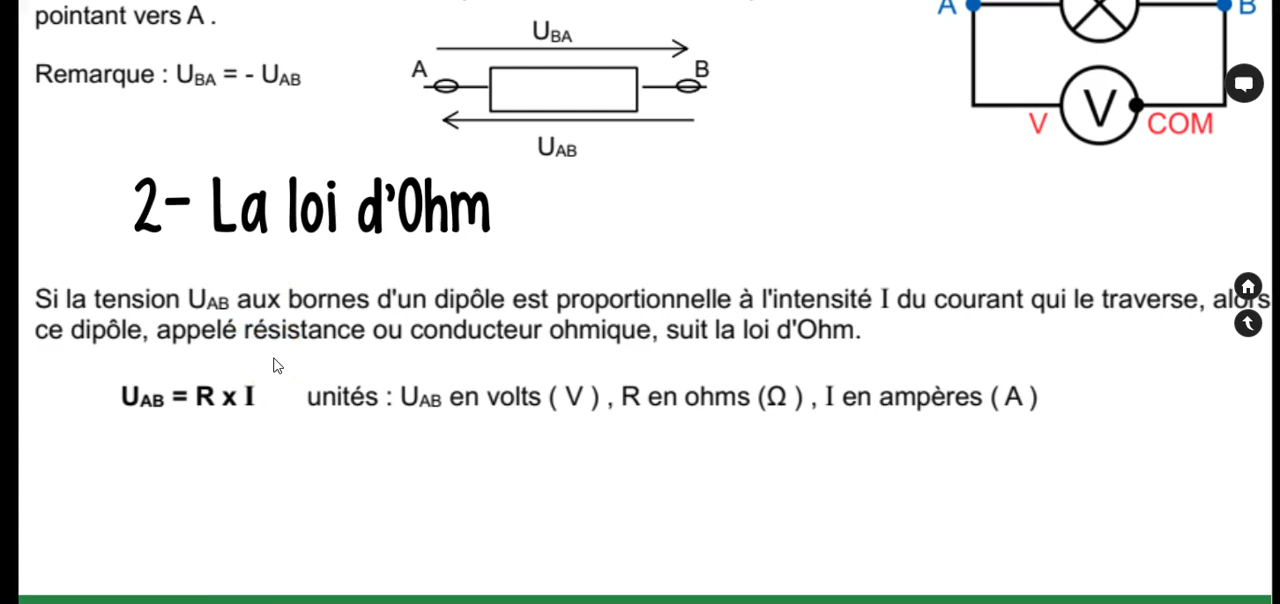 pointant vers A .
A B
UBA
Remarque : UBA = - UAB
A B
V V COM
UAB
2- La loi d'Ohm
Si la tension UAB aux bornes d'un dipôle est proportionnelle à l'intensité I du courant qui le traverse, alors
ce dipôle, appelé résistance ou conducteur ohmique, suit la loi d'Ohm.
UAB = R x I unités : UAB en volts ( V ) , R en ohms (Ω ) , I en ampères ( A )